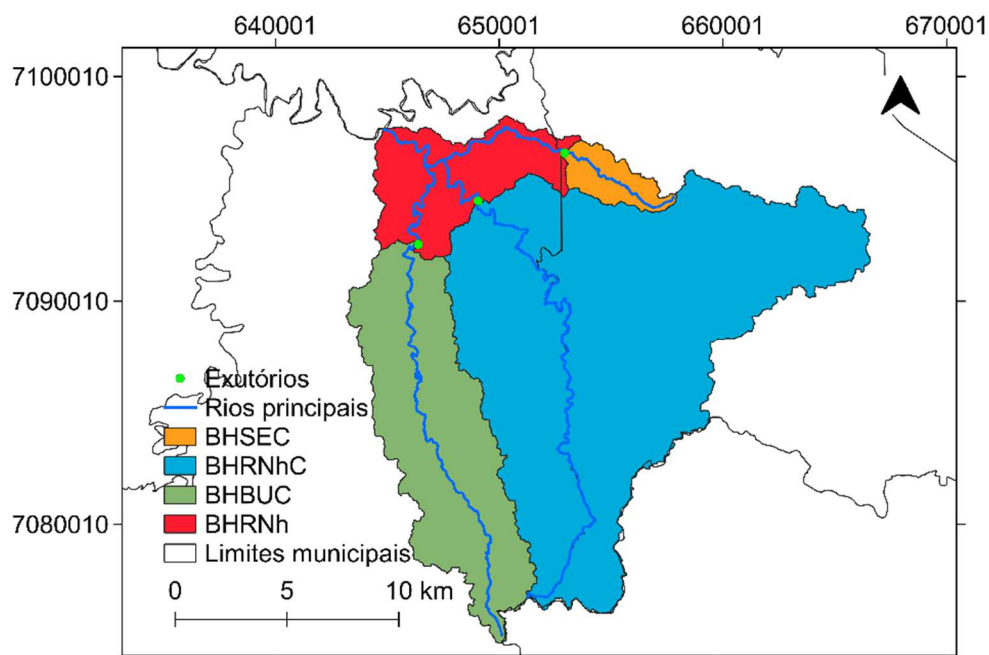 640001 650001 660001 670001
7100010
7090010
7080010
Exutórios
Rios principais
BHSEC
BHRNhC
BHBUC
BHRNh
Limites municipais
0 5 10 km